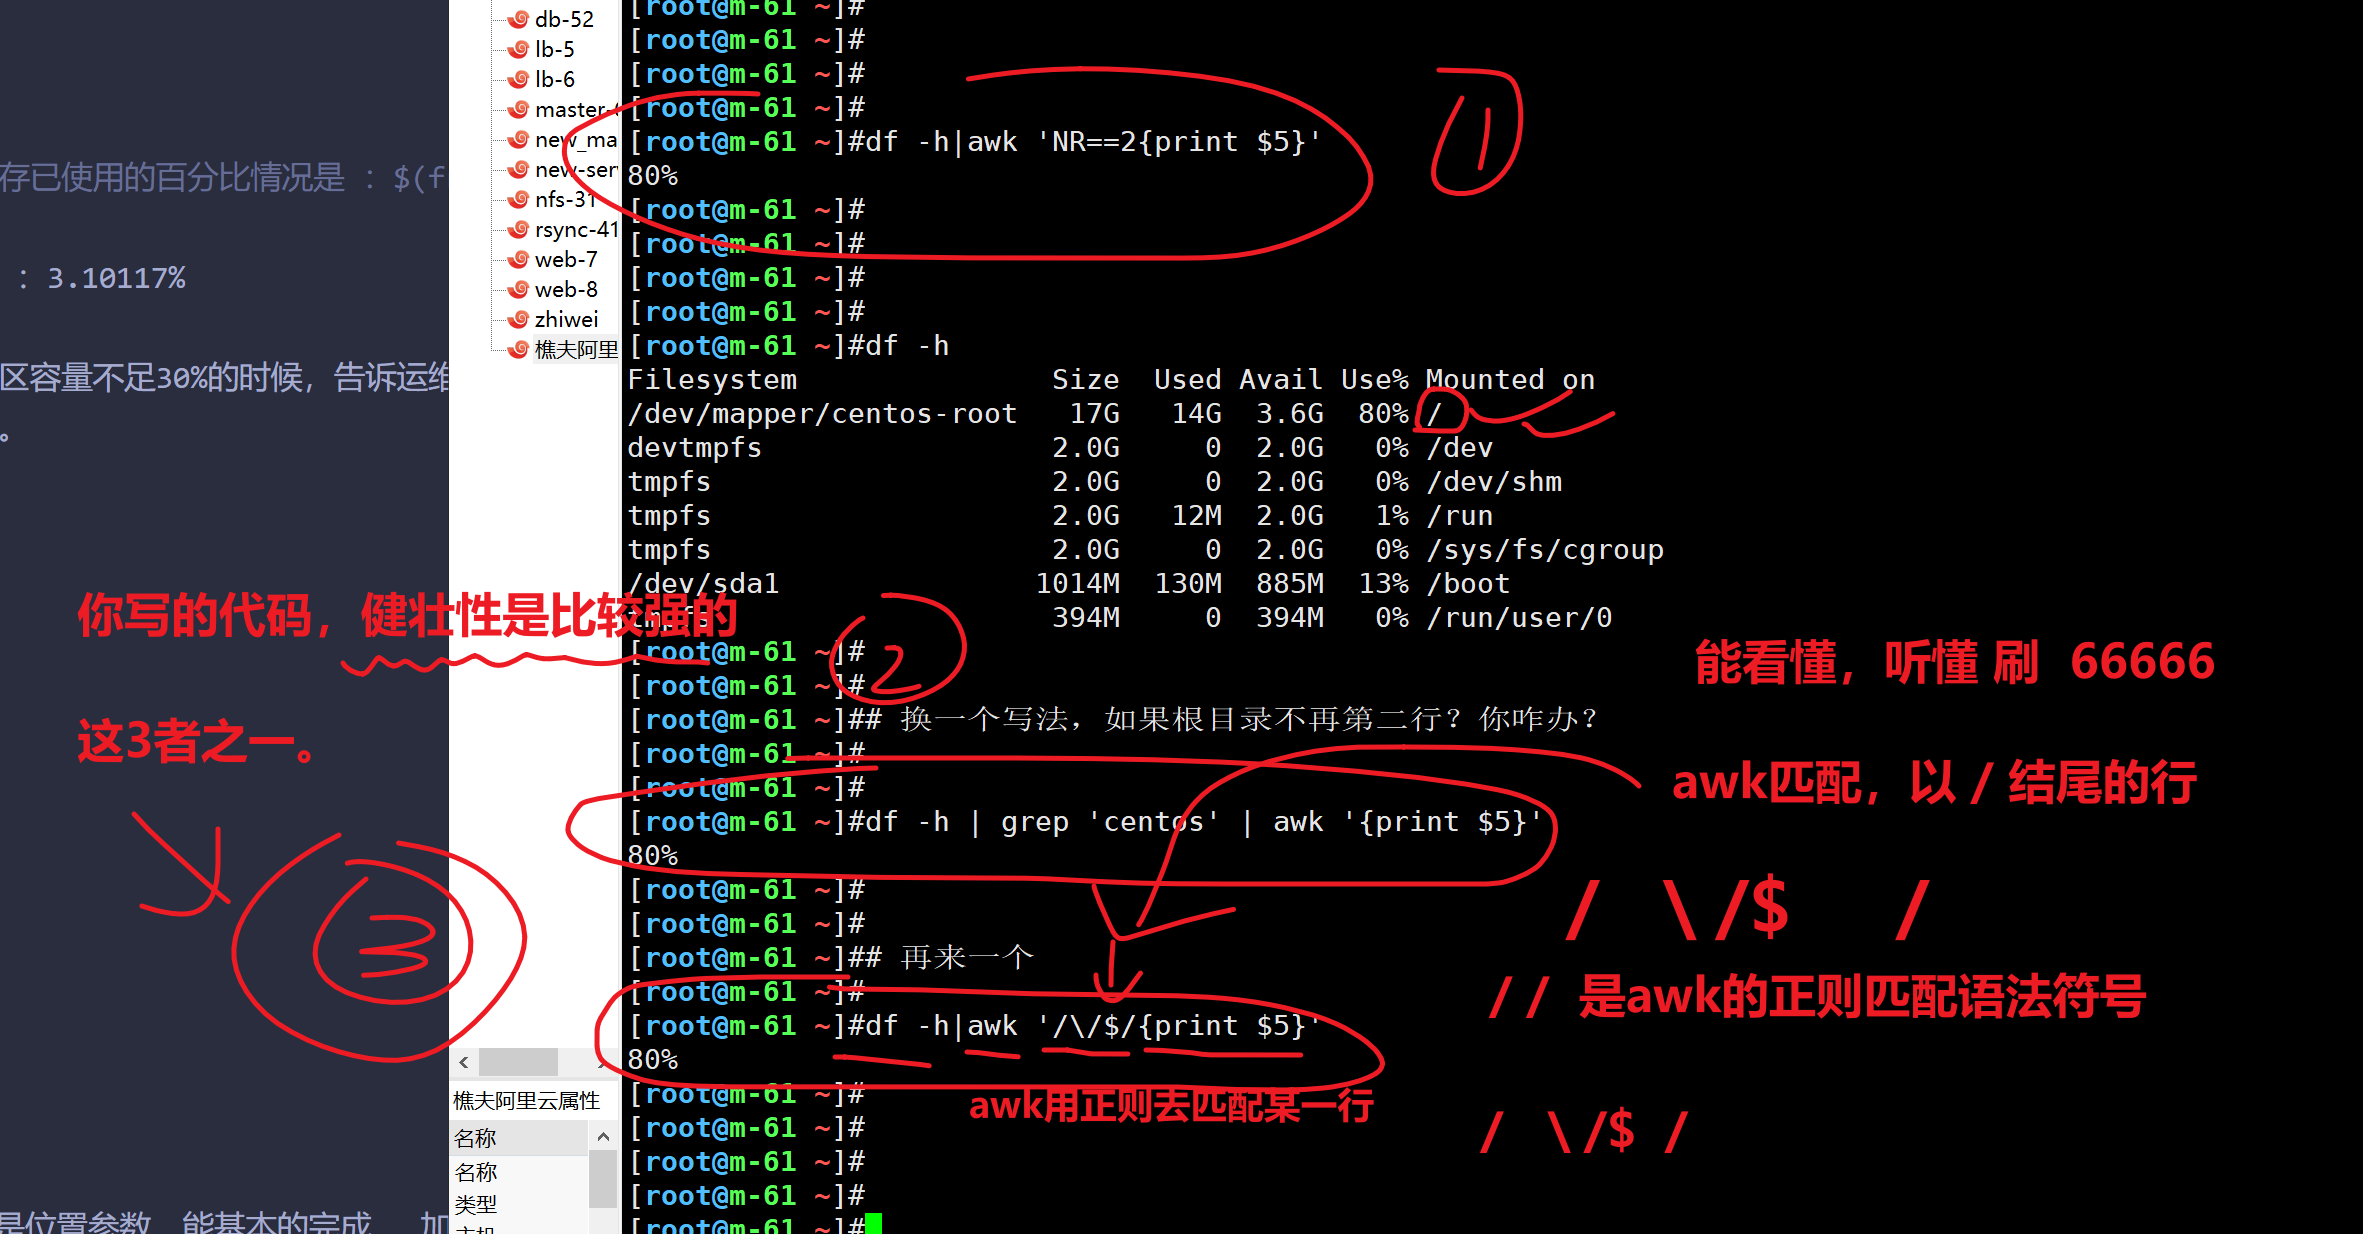 存已使用的百分比情况是 ：$(f
：3.10117%
区容量不足30%的时候，告诉运维
。
是位置参数 能基本的完成 加
db-52
lb-5
lb-6
master-
new_ma
new-serv
nfs-31
rsync-41
web-7
web-8
zhiwei
樵夫阿里
樵夫阿里云属性
名称
名称
类型
主机
[root@m-61 ~]#
[root@m-61 ~]#
[root@m-61 ~]#
[root@m-61 ~]#
[root@m-61 ~]#df -h|awk 'NR==2{print $5}'
80%
[root@m-61 ~]#
[root@m-61 ~]#
[root@m-61 ~]#
[root@m-61 ~]#
[root@m-61 ~]#df -h
Filesystem Size Used Avail Use% Mounted on
/dev/mapper/centos-root 17G 14G 3.6G 80% /
devtmpfs 2.0G 0 2.0G 0% /dev
tmpfs 2.0G 0 2.0G 0% /dev/shm
tmpfs 2.0G 12M 2.0G 1% /run
tmpfs 2.0G 0 2.0G 0% /sys/fs/cgroup
/dev/sda1 1014M 130M 885M 13% /boot
tmpfs 394M 0 394M 0% /run/user/0
[root@m-61 ~]#
[root@m-61 ~]#
[root@m-61 ~]## 换一个写法，如果根目录不再第二行？你咋办？
[root@m-61 ~]#
[root@m-61 ~]#
[root@m-61 ~]#df -h | grep 'centos' | awk '{print $5}'
80%
[root@m-61 ~]#
[root@m-61 ~]#
[root@m-61 ~]## 再来一个
[root@m-61 ~]#
[root@m-61 ~]#df -h|awk '/\/$/{print $5}'
80%
[root@m-61 ~]#
[root@m-61 ~]#
[root@m-61 ~]#
[root@m-61 ~]#
[root@m-61 ~]#
1
2
3
你写的代码，健壮性是比较强的
这3者之一。
能看懂，听懂 刷 66666
awk匹配，以 / 结尾的行
/ \/$ /
// 是awk的正则匹配语法符号
awk用正则去匹配某一行
/ \/$ /